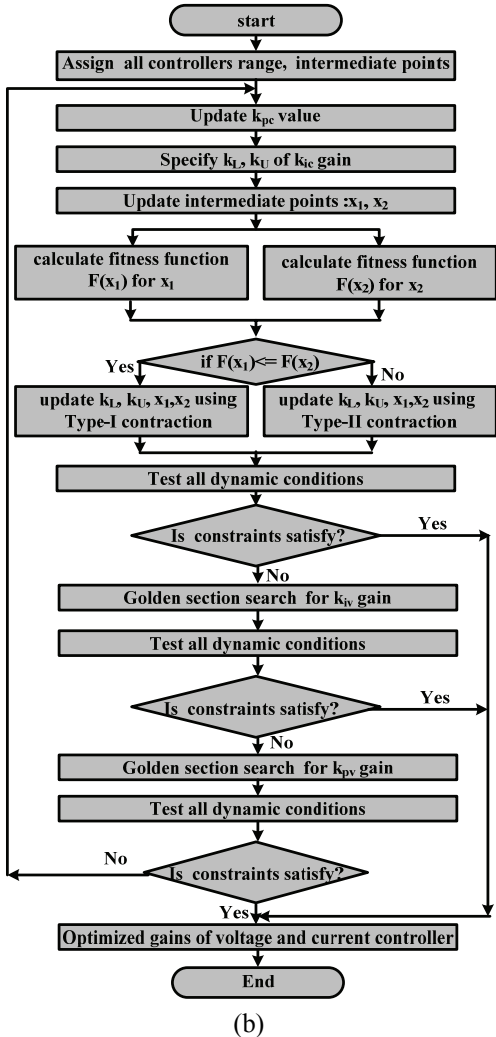 start
Assign all controllers range, intermediate points
Update kpc value
Specify kL, kU of kic gain
Update intermediate points :x1, x2
calculate fitness function
F(x1) for x1
calculate fitness function
F(x2) for x2
if F(x1)<= F(x2)
Yes
No
update kL, kU, x1,x2 using
Type-I contraction
update kL, kU, x1,x2 using
Type-II contraction
Test all dynamic conditions
Is constraints satisfy?
Yes
No
Golden section search for kiv gain
Test all dynamic conditions
Is constraints satisfy?
Yes
No
Golden section search for kpv gain
Test all dynamic conditions
No
Is constraints satisfy?
Yes
Optimized gains of voltage and current controller
End
(b)